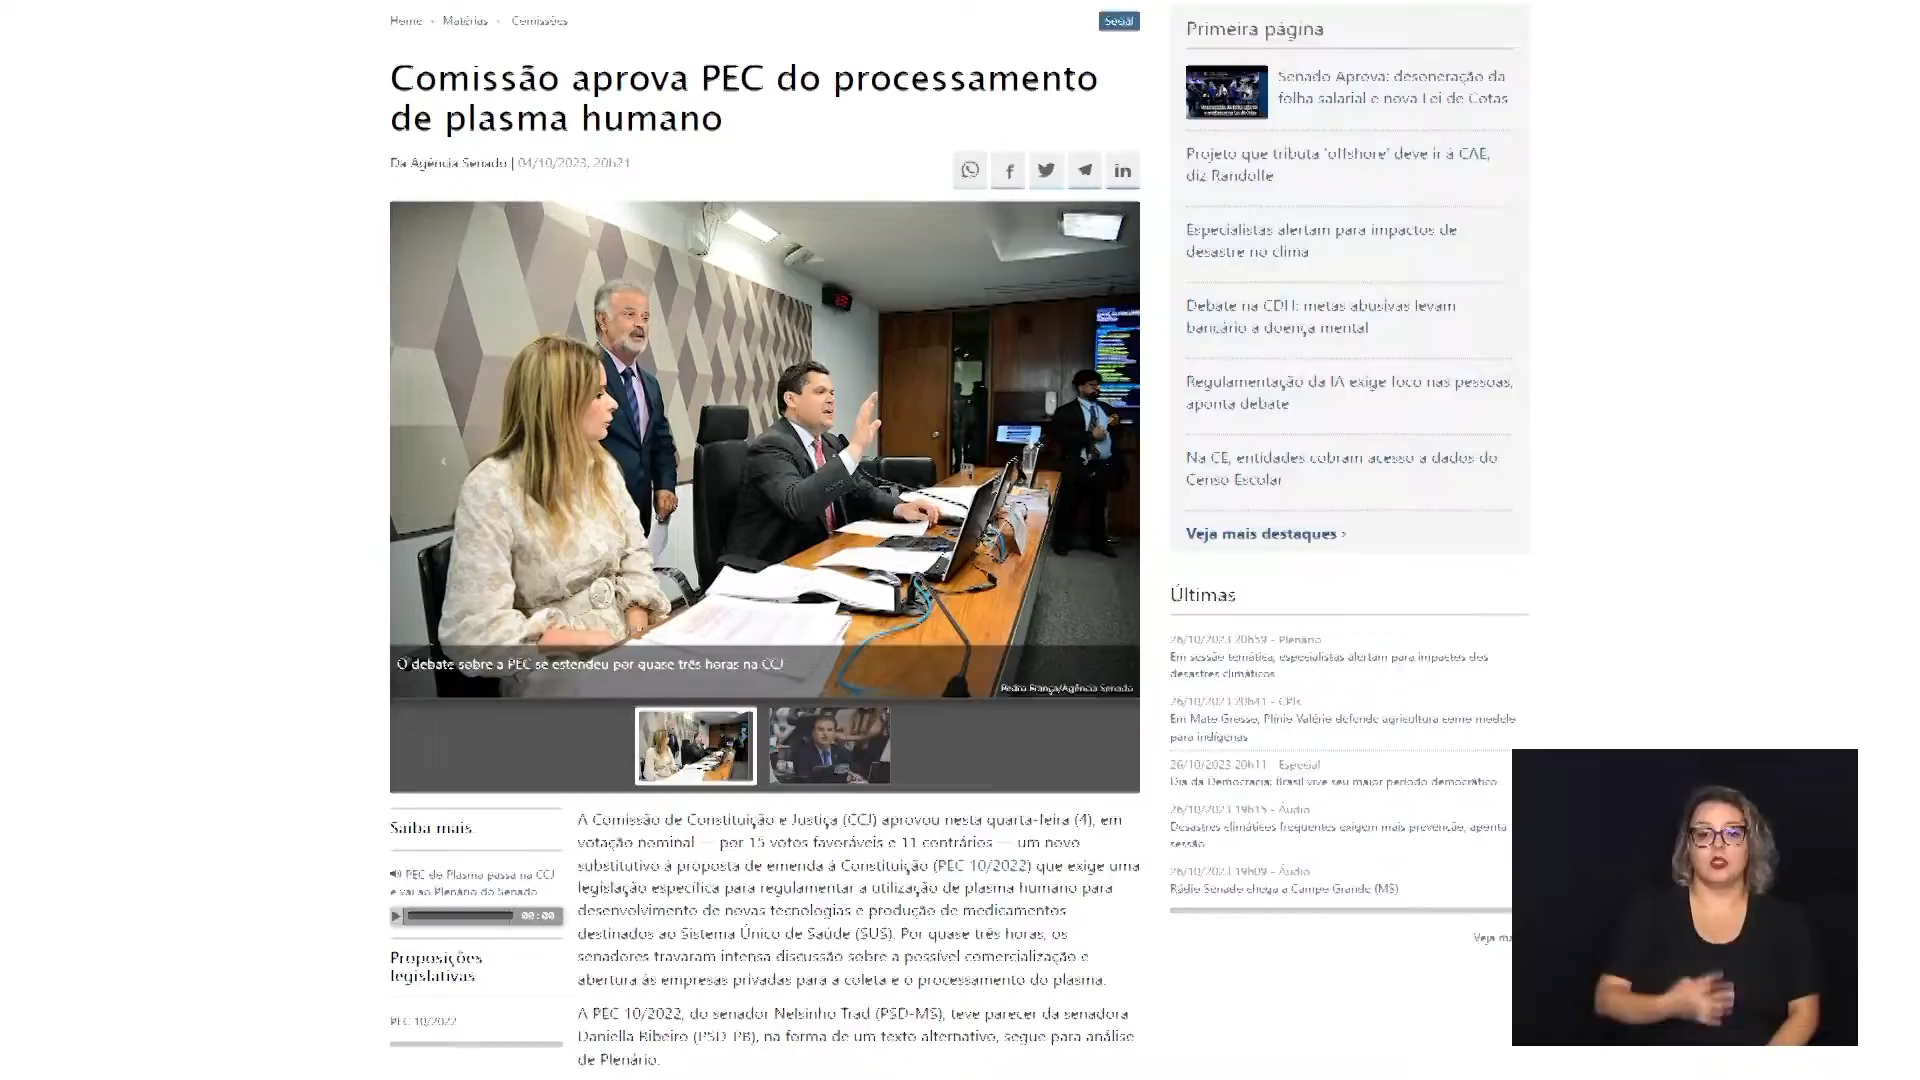 Home › Matérias › Comissões
Social
Comissão aprova PEC do processamento
de plasma humano
Da Agência Senado | 04/10/2023, 20h21
O debate sobre a PEC se estendeu por quase três horas na CCJ
Pedro França/Agência Senado
Saiba mais
PEC do Plasma passa na CCJ
e vai ao Plenário do Senado
00:00
Proposições
legislativas
PEC 10/2022
A Comissão de Constituição e Justiça (CCJ) aprovou nesta quarta-feira (4), em
votação nominal — por 15 votos favoráveis e 11 contrários — um novo
substitutivo à proposta de emenda à Constituição (PEC 10/2022) que exige uma
legislação específica para regulamentar a utilização de plasma humano para
desenvolvimento de novas tecnologias e produção de medicamentos
destinados ao Sistema Único de Saúde (SUS). Por quase três horas, os
senadores travaram intensa discussão sobre a possível comercialização e
abertura às empresas privadas para a coleta e o processamento do plasma.
A PEC 10/2022, do senador Nelsinho Trad (PSD-MS), teve parecer da senadora
Daniella Ribeiro (PSD-PB), na forma de um texto alternativo, segue para análise
de Plenário.
Primeira página
Senado Aprova: desoneração da
folha salarial e nova Lei de Cotas
Projeto que tributa 'offshore' deve ir à CAE,
diz Randolfe
Especialistas alertam para impactos de
desastre no clima
Debate na CDH: metas abusivas levam
bancário a doença mental
Regulamentação da IA exige foco nas pessoas,
aponta debate
Na CE, entidades cobram acesso a dados do
Censo Escolar
Veja mais destaques ›
Últimas
26/10/2023 20h59 - Plenário
Em sessão temática, especialistas alertam para impactos dos
desastres climáticos
26/10/2023 20h41 - CPIs
Em Mato Grosso, Plínio Valério defende agricultura como modelo
para indígenas
26/10/2023 20h11 - Especial
Dia da Democracia: Brasil vive seu maior período democrático
26/10/2023 19h15 - Áudio
Desastres climáticos frequentes exigem mais prevenção, aponta
sessão
26/10/2023 19h09 - Áudio
Rádio Senado chega a Campo Grande (MS)
Veja